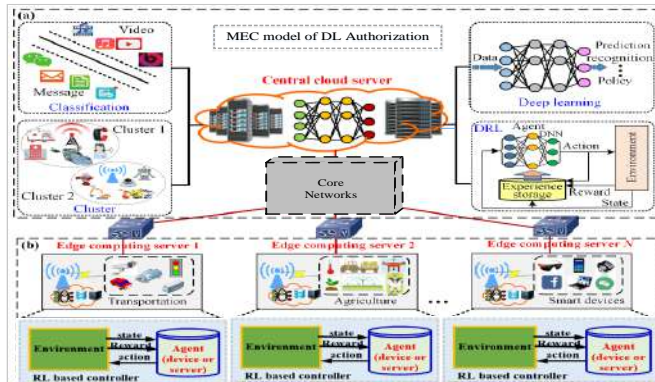 (a)
Video
Message
Classification
MEC model of DL Authorization
Central cloud server
Data
Prediction
recognition
Policy
Deep learning
Cluster 1
Cluster 2
Cluster
Core
Networks
DRL
Agent
DNN
Action
Experience
storage
Reward
State
Environment
(b)
Edge computing server 1
Edge computing server 2
Edge computing server N
Transportation
Agriculture
...
Smart devices
Environment
state
Reward
action
Agent
(device or
server)
RL based controller
Environment
state
Reward
action
Agent
(device or
server)
RL based controller
Environment
state
Reward
action
Agent
(device or
server)
RL based controller